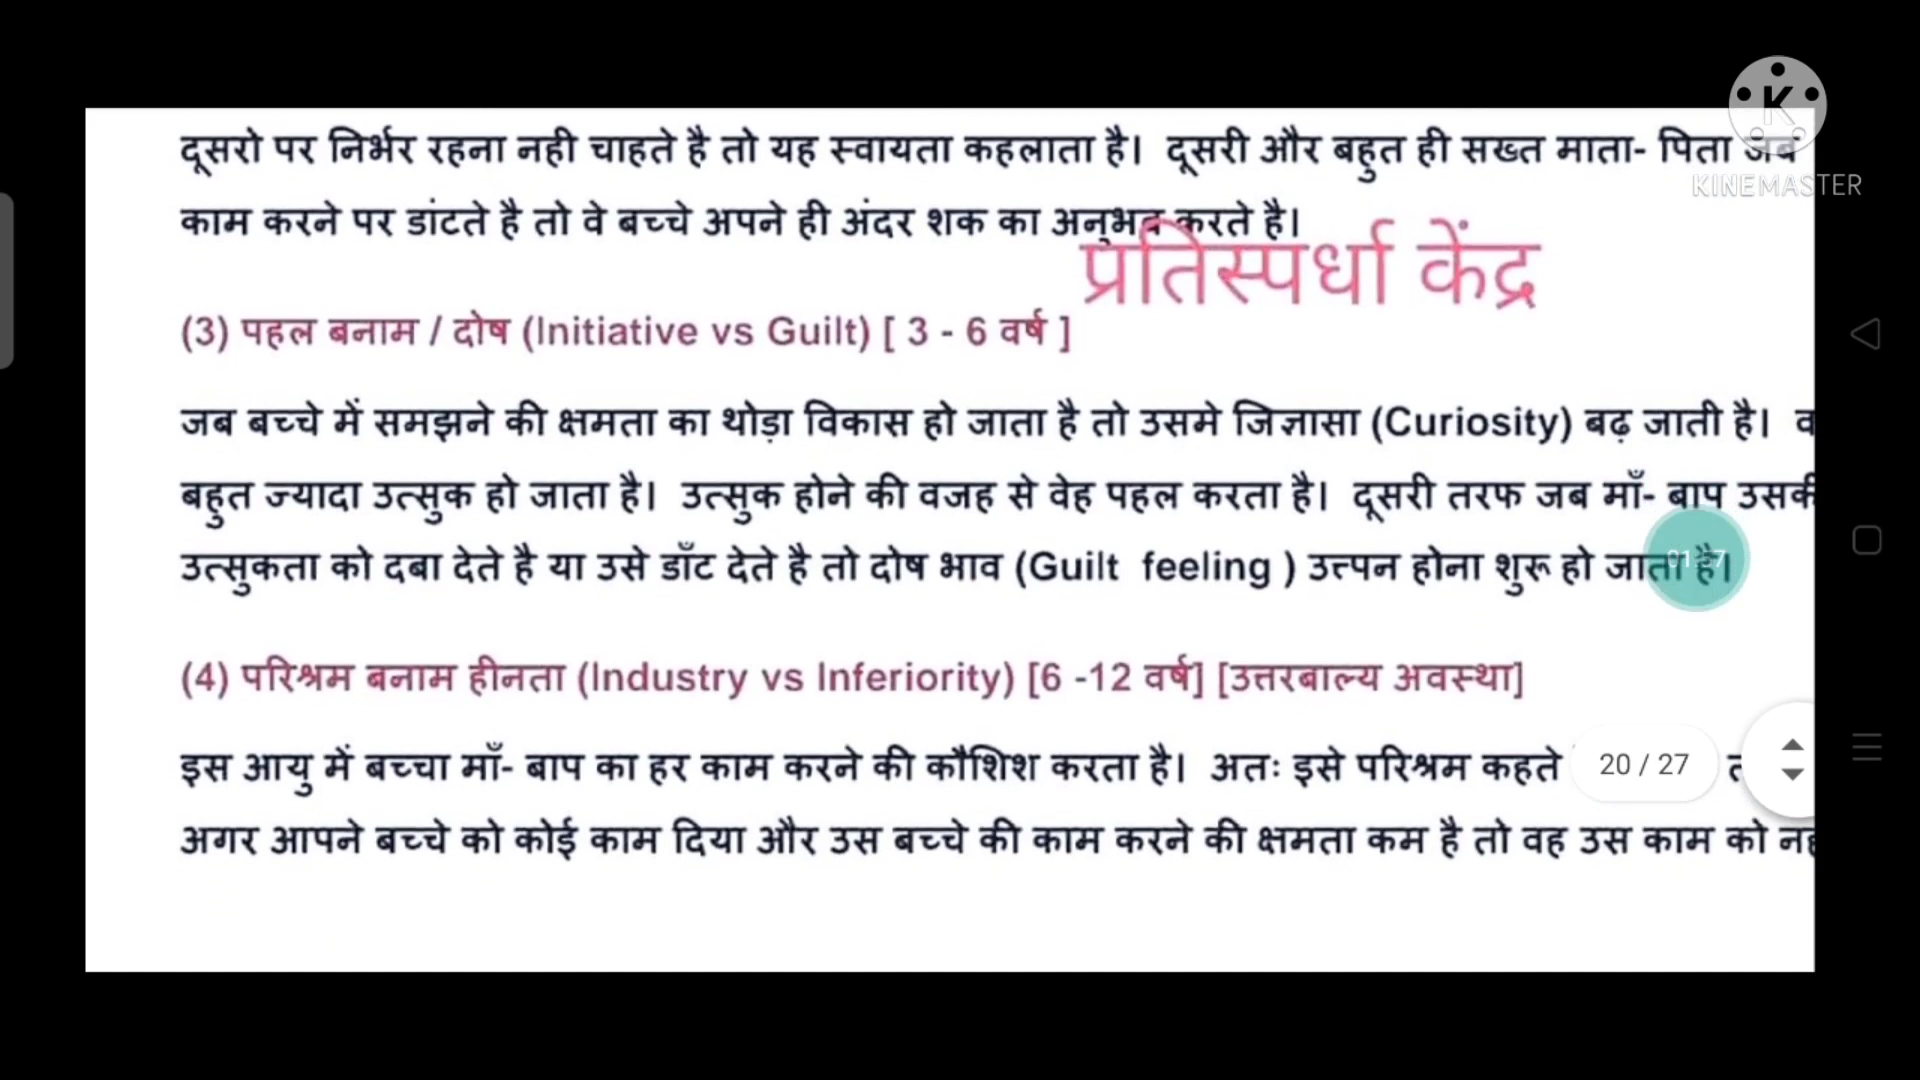 दूसरो पर निर्भर रहना नही चाहते है तो यह स्वायता कहलाता है। दूसरी और बहुत ही सख्त माता- पिता जब
KINEMASTER
काम करने पर डांटते है तो वे बच्चे अपने ही अंदर शक का अनुभव करते है।
प्रतिस्पर्धा केंद्र
(3) पहल बनाम / दोष (Initiative vs Guilt) [ 3 - 6 वर्ष ]
जब बच्चे में समझने की क्षमता का थोड़ा विकास हो जाता है तो उसमे जिज्ञासा (Curiosity) बढ़ जाती है।
बहुत ज्यादा उत्सुक हो जाता है। उत्सुक होने की वजह से वेह पहल करता है। दूसरी तरफ जब माँ- बाप उसकी
उत्सुकता को दबा देते है या उसे डाँट देते है तो दोष भाव (Guilt feeling ) उत्पन होना शुरू हो जाता है।
01:37
(4) परिश्रम बनाम हीनता (Industry vs Inferiority) [6 -12 वर्ष] [उत्तरबाल्य अवस्था]
इस आयु में बच्चा माँ- बाप का हर काम करने की कौशिश करता है। अतः इसे परिश्रम कहते
20 / 27
अगर आपने बच्चे को कोई काम दिया और उस बच्चे की काम करने की क्षमता कम है तो वह उस काम को